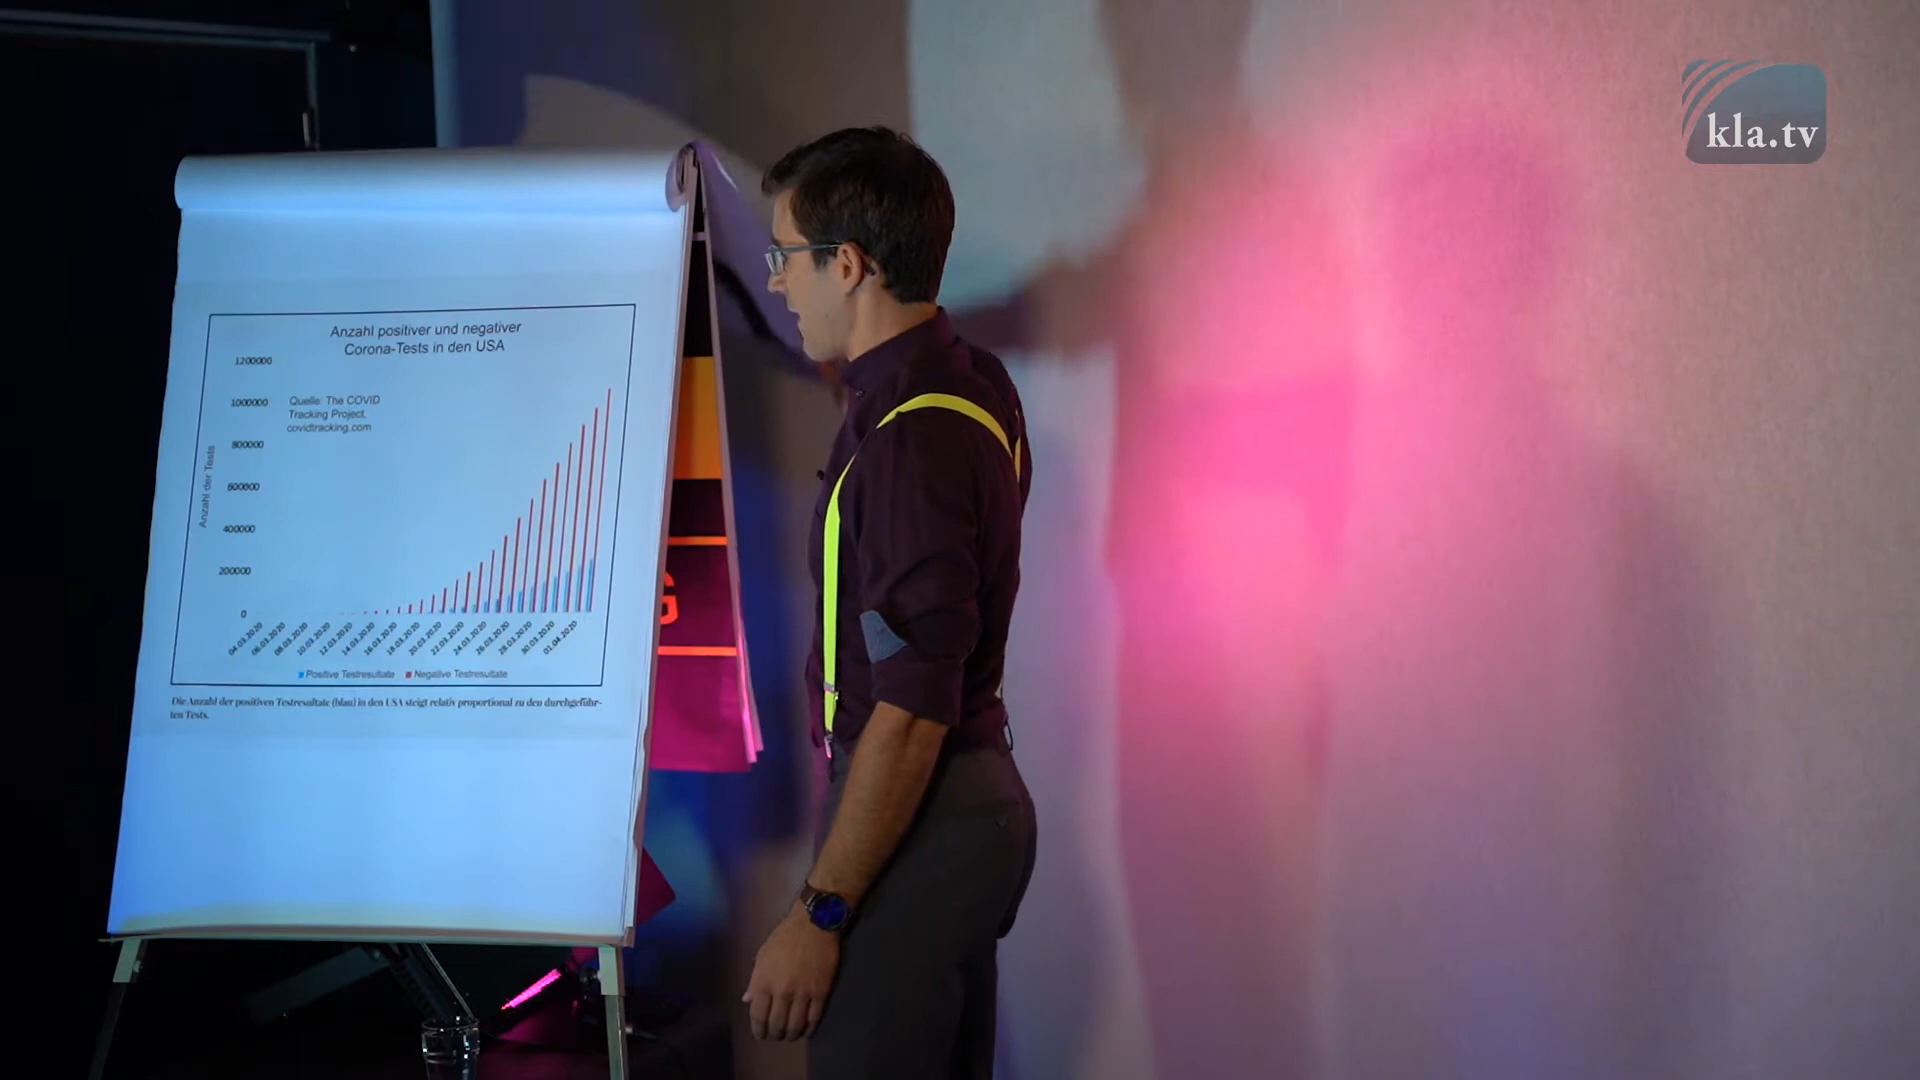 kla.tv
Anzahl positiver und negativer
Corona-Tests in den USA
1200000
1000000
800000
600000
400000
200000
0
Anzahl der Tests
Quelle: The COVID
Tracking Project,
covidtracking.com
04.03.2020
06.03.2020
08.03.2020
10.03.2020
12.03.2020
14.03.2020
16.03.2020
18.03.2020
20.03.2020
22.03.2020
24.03.2020
26.03.2020
28.03.2020
30.03.2020
01.04.2020
Positive Testresultate
Negative Testresultate
Die Anzahl der positiven Testresultate (blau) in den USA steigt relativ proportional zu den durchgeführ-
ten Tests.
G